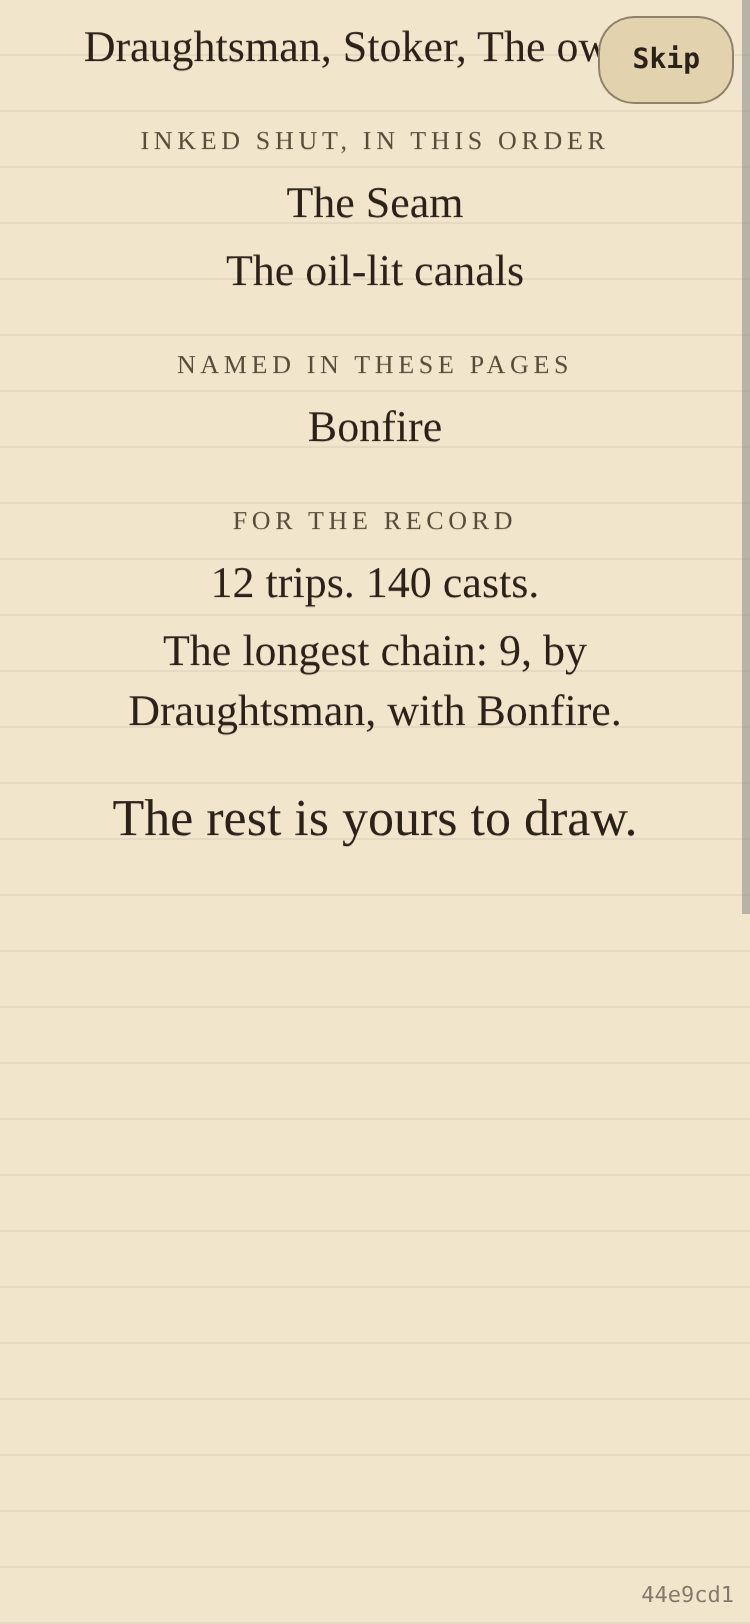 Draughtsman, Stoker, The
Skip
INKED SHUT, IN THIS ORDER
The Seam
The oil-lit canals
NAMED IN THESE PAGES
Bonfire
FOR THE RECORD
12 trips. 140 casts.
The longest chain: 9, by
Draughtsman, with Bonfire.
The rest is yours to draw.
44e9cd1